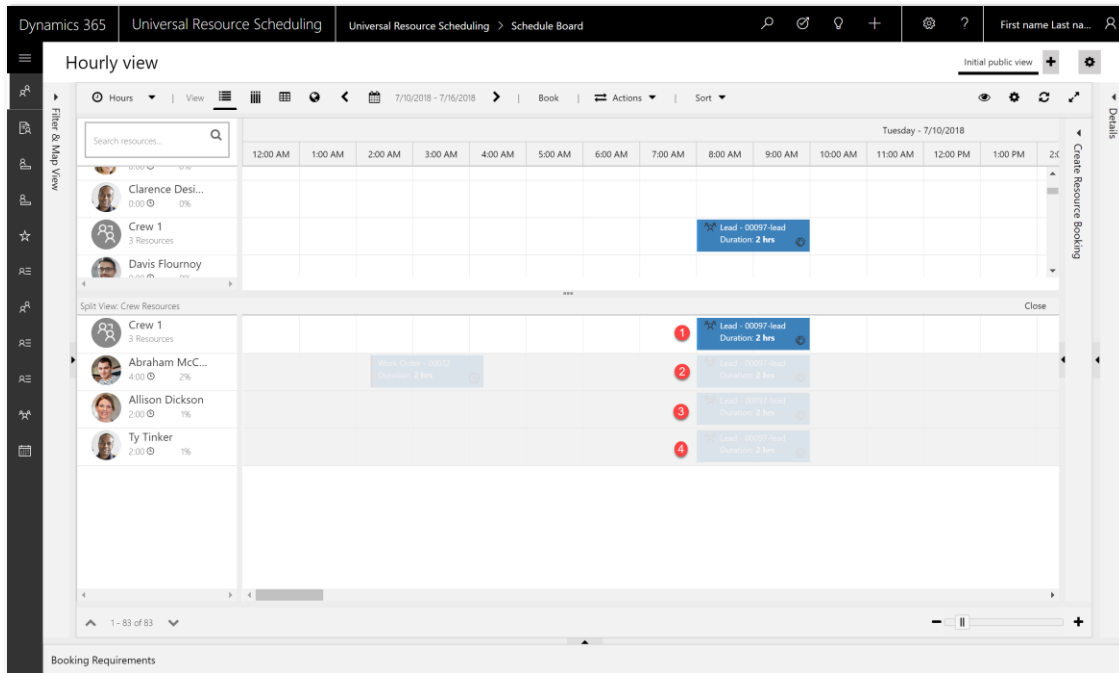 Dynamics 365 Universal Resource Scheduling Universal Resource Scheduling > Schedule Board First name Last na...
Hourly view
Initial public view
Hours View 7/10/2018 - 7/16/2018 Book Actions Sort
Filter & Map View
Details
Create Resource Booking
Search resources...
Tuesday - 7/10/2018
12:00 AM 1:00 AM 2:00 AM 3:00 AM 4:00 AM 5:00 AM 6:00 AM 7:00 AM 8:00 AM 9:00 AM 10:00 AM 11:00 AM 12:00 PM 1:00 PM
Clarence Desi...
0:00 0%
Crew 1
3 Resources
Lead - 00097-lead
Duration: 2 hrs
Davis Flournoy
Split View: Crew Resources Close
Crew 1
3 Resources
1
Lead - 00097-lead
Duration: 2 hrs
Abraham McC...
4:00 2%
Work Order - 00012
Duration: 2 hrs
2
Lead - 00097-lead
Duration: 2 hrs
Allison Dickson
2:00 1%
3
Lead - 00097-lead
Duration: 2 hrs
Ty Tinker
2:00 1%
4
Lead - 00097-lead
Duration: 2 hrs
1 - 83 of 83
Booking Requirements